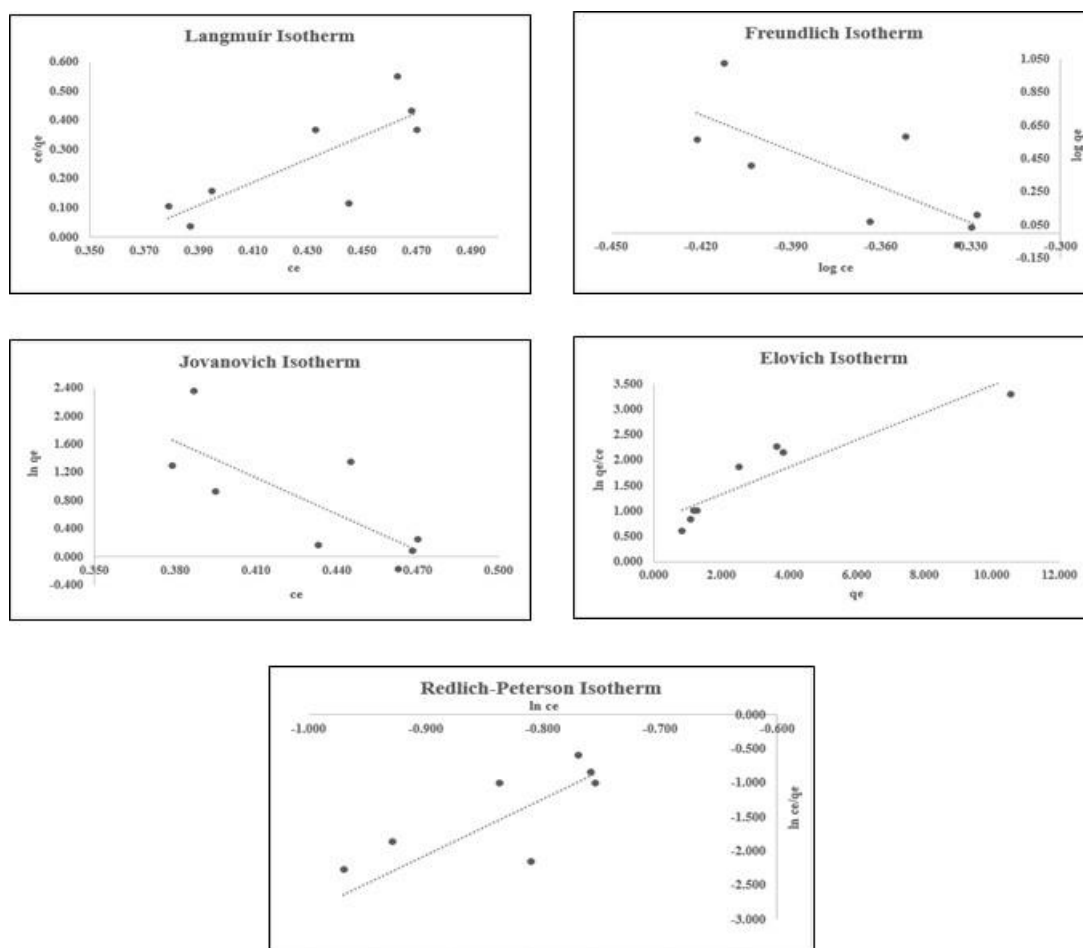 Langmuir Isotherm
0.600
0.500
0.400
0.300
0.200
0.100
0.000
ce/qe
0.350 0.370 0.390 0.410 0.430 0.450 0.470 0.490
ce
Freundlich Isotherm
1.050
0.850
0.650
0.450
0.250
0.050
-0.150
log qe
-0.450 -0.420 -0.390 -0.360 -0.330 -0.300
log ce
Jovanovich Isotherm
2.400
2.000
1.600
1.200
0.800
0.400
0.000
-0.400
ln qe
0.350 0.380 0.410 0.440 0.470 0.500
ce
Elovich Isotherm
3.500
3.000
2.500
2.000
1.500
1.000
0.500
0.000
ln qe/ce
0.000 2.000 4.000 6.000 8.000 10.000 12.000
qe
Redlich-Peterson Isotherm
ln ce
-1.000 -0.900 -0.800 -0.700 -0.600
0.000
-0.500
-1.000
-1.500
-2.000
-2.500
-3.000
ln ce/qe